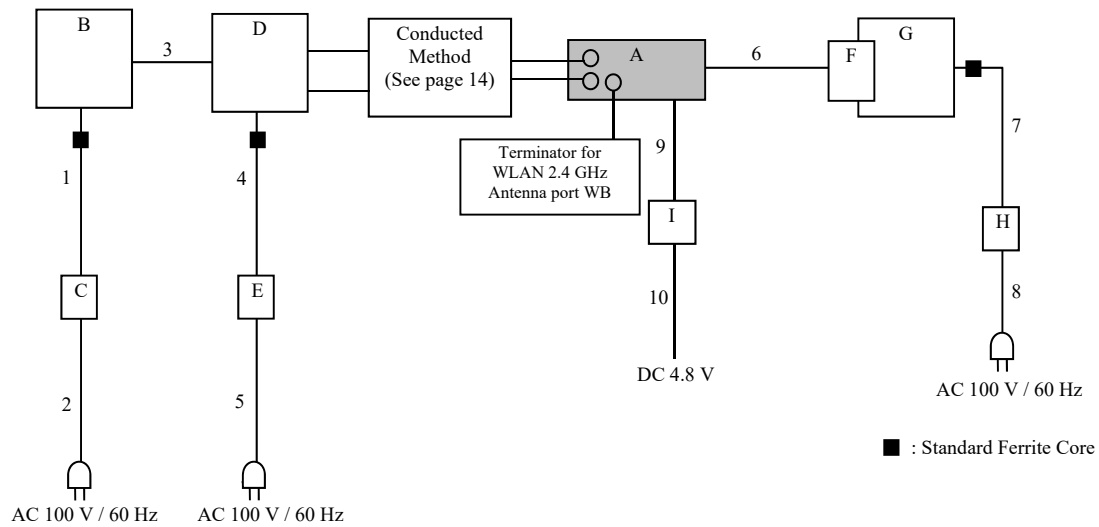 B
D
Conducted
Method
(See page 14)
A
6
F
G
3
7
9
Terminator for
WLAN 2.4 GHz
Antenna port WB
1
4
I
H
C
E
10
8
DC 4.8 V
AC 100 V / 60 Hz
2
5
: Standard Ferrite Core
AC 100 V / 60 Hz
AC 100 V / 60 Hz